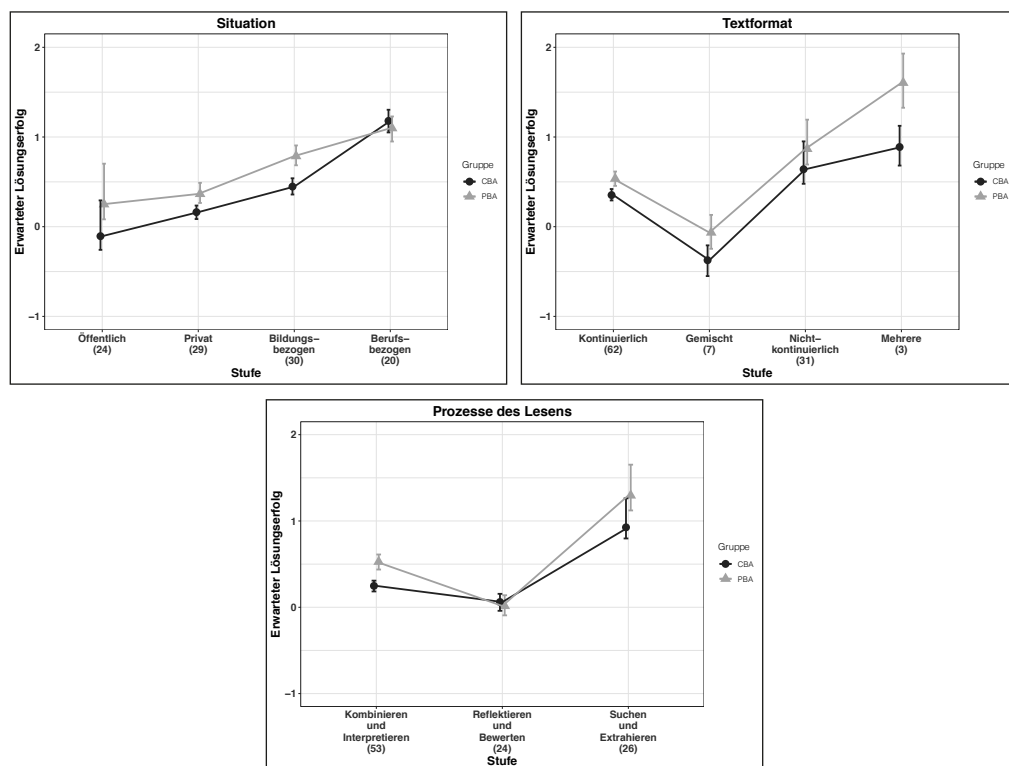 Situation
Erwarteter Lösungserfolg
2
1
0
−1
Öffentlich
(24)
Privat
(29)
Bildungs−
bezogen
(30)
Berufs−
bezogen
(20)
Stufe
Gruppe
CBA
PBA
Textformat
Erwarteter Lösungserfolg
2
1
0
−1
Kontinuierlich
(62)
Gemischt
(7)
Nicht−
kontinuierlich
(31)
Mehrere
(3)
Stufe
Gruppe
CBA
PBA
Prozesse des Lesens
Erwarteter Lösungserfolg
2
1
0
−1
Kombinieren
und
Interpretieren
(53)
Reflektieren
und
Bewerten
(24)
Suchen
und
Extrahieren
(26)
Stufe
Gruppe
CBA
PBA